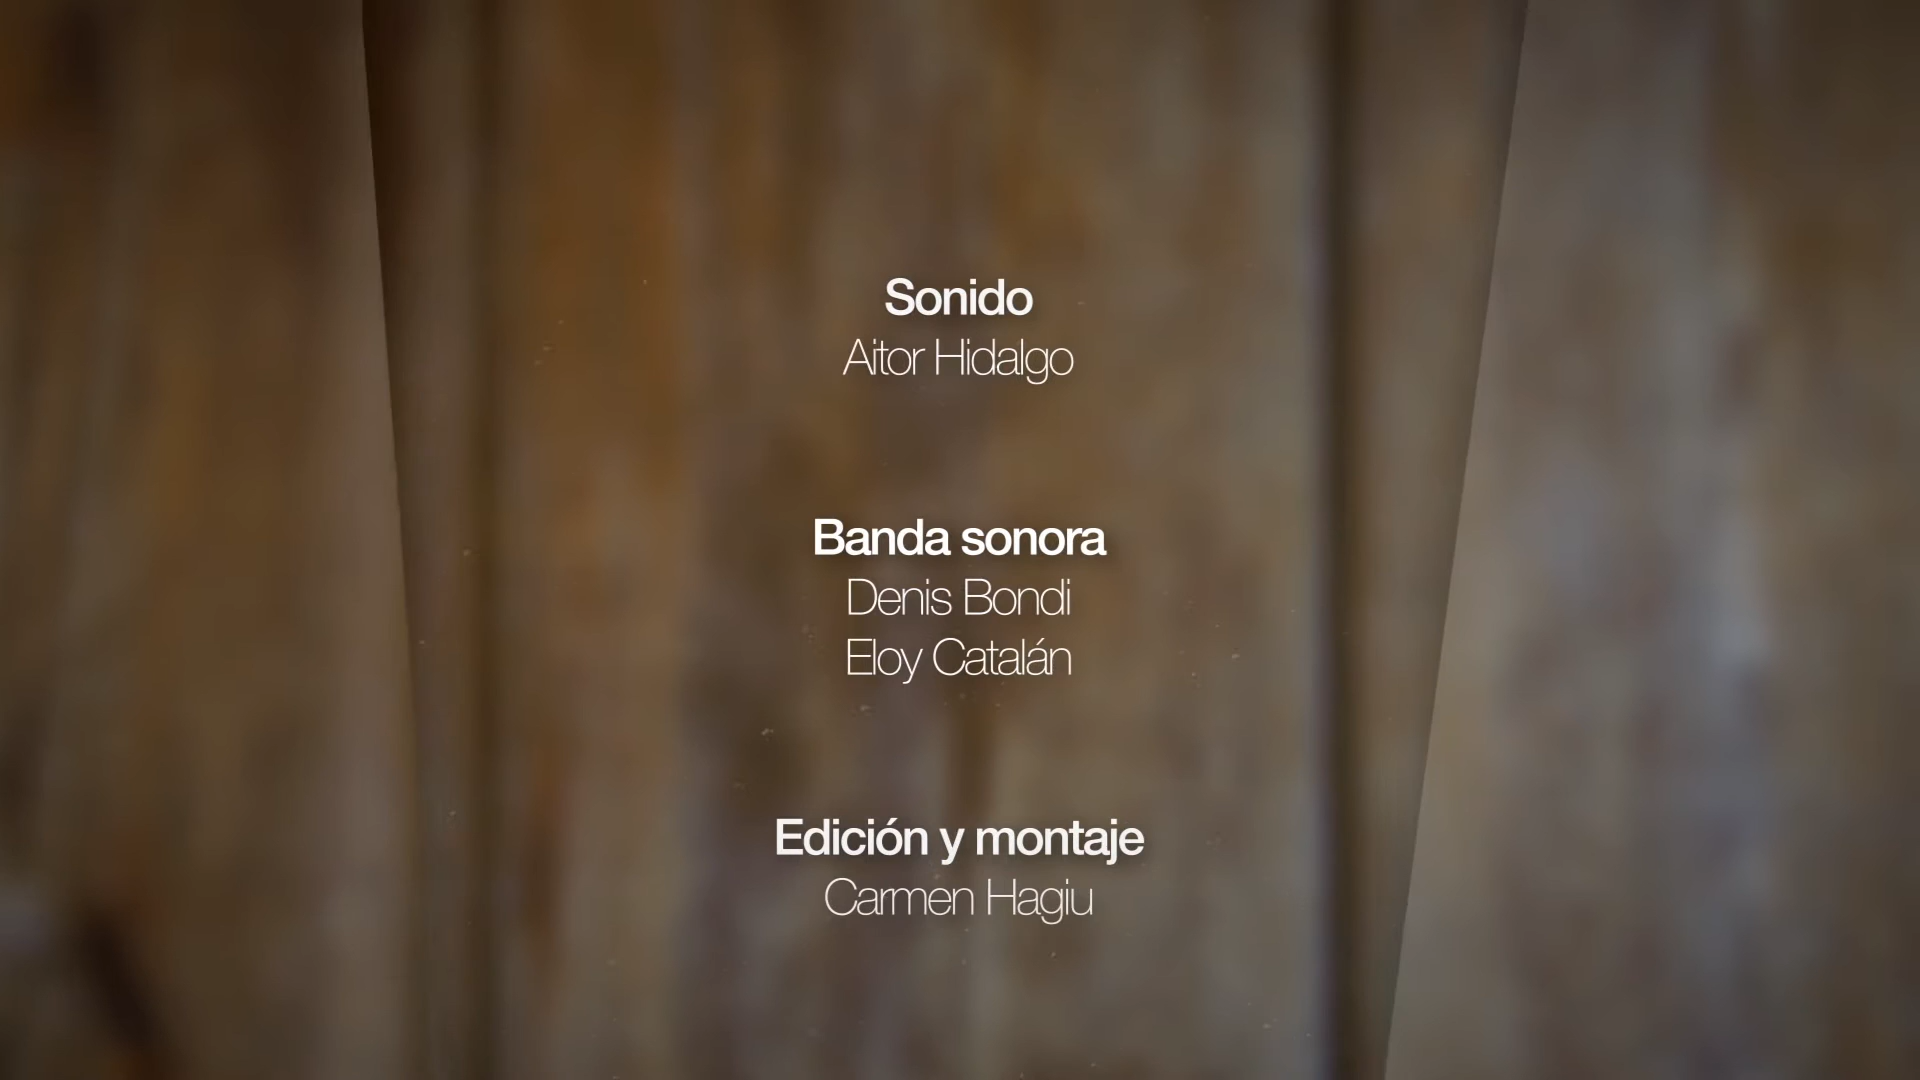 Sonido
Aitor Hidalgo
Banda sonora
Denis Bondi
Eloy Catalán
Edición y montaje
Carmen Hagiu